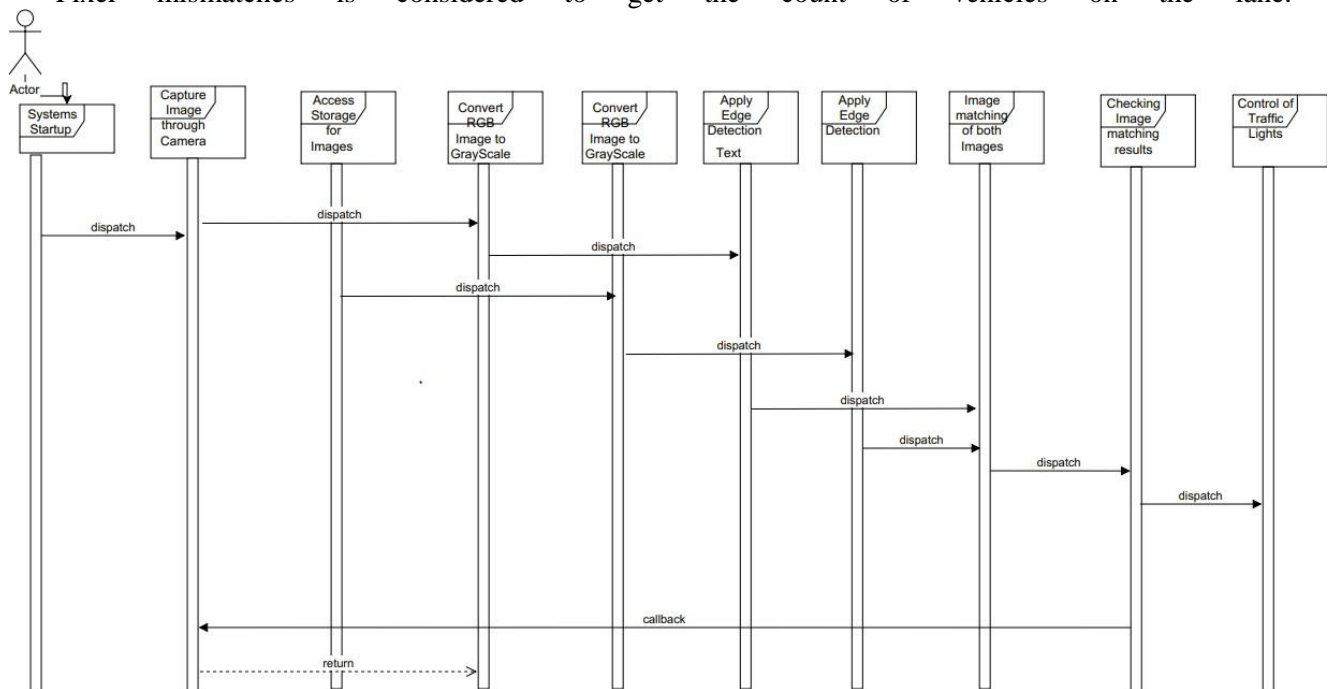 Pixel mismatches is considered to get the count of vehicles on the lane.
Actor
Systems
Startup
Capture
Image
through
Camera
Access
Storage
for
Images
Convert
RGB
Image to
GrayScale
Convert
RGB
Image to
GrayScale
Apply
Edge
Detection
Text
Apply
Edge
Detection
Image
matching
of both
Images
Checking
Image
matching
results
Control of
Traffic
Lights
dispatch
dispatch
dispatch
dispatch
dispatch
dispatch
dispatch
dispatch
dispatch
callback
return